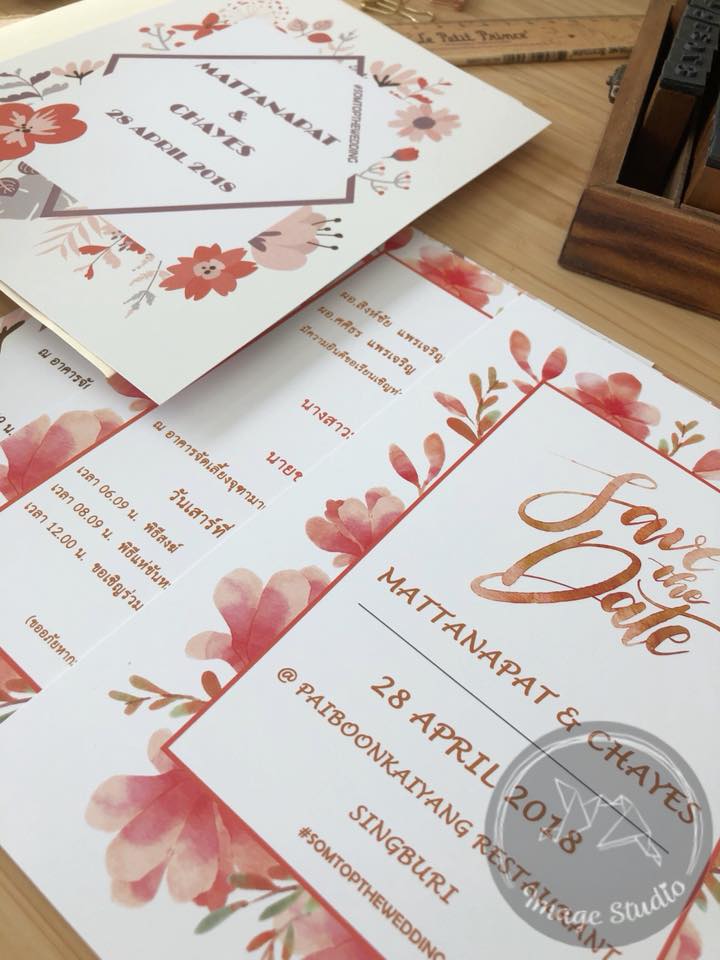 Le Petit Prince
MATTANAPAT
&
CHAYES
28 APRIL 2018
#SOMTOPTHEWEDDING
ผอ.สิงห์ชัย แพรเจริญ
ผอ.ศศิธร แพรเจริญ
มีความยินดีขอเรียนเชิญ
นางสาว
นาย
ณ อาคารจัดเลี้ยงจุฑามา
วันเสาร์ที่
เวลา 06.09 น. พิธีสงฆ์
เวลา 08.09 น. พิธีแห่ขันห
เวลา 12.00 น. ขอเชิญร่วม
(ขออภัยหาก
ณ อาคารจั
น.
Save
the
Date
MATTANAPAT & CHAYES
28 APRIL 2018
@ PAIBOONKAIYANG RESTAURANT
SINGBURI
#SOMTOPTHEWEDDING
image Studio